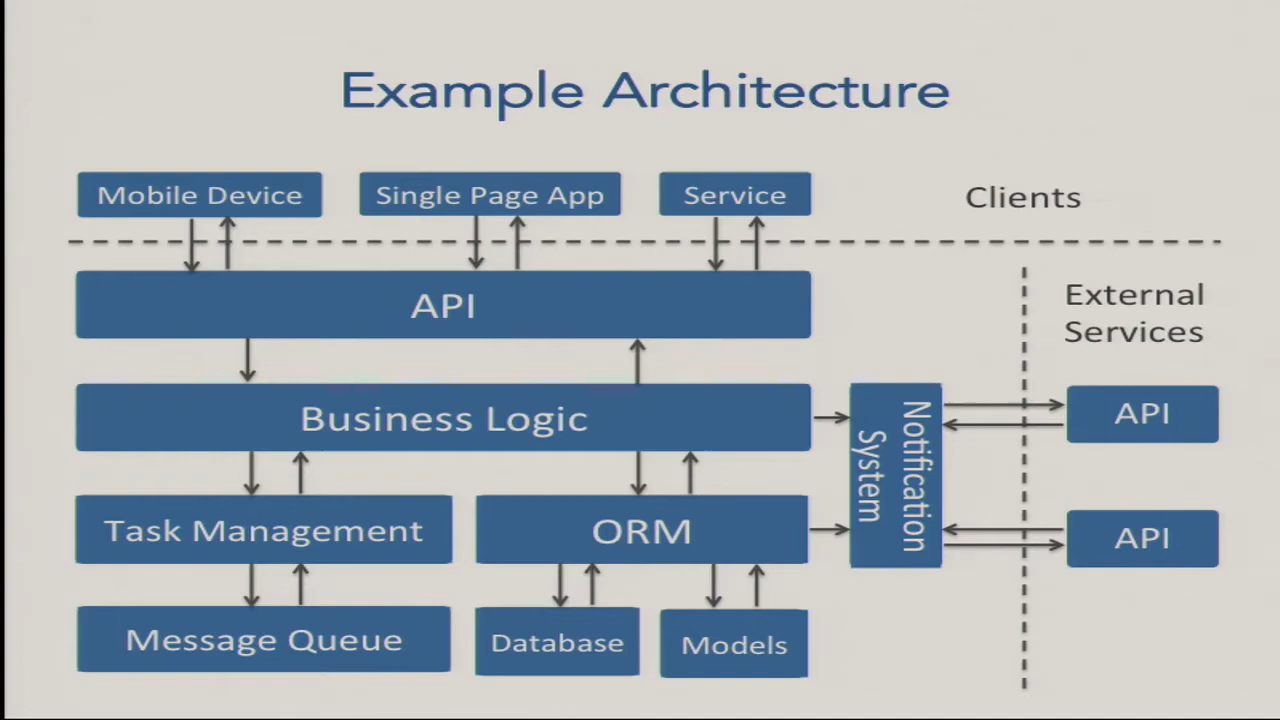 Example Architecture
Mobile Device
Single Page App
Service
Clients
API
External
Services
Business Logic
Notification
System
API
Task Management
ORM
API
Message Queue
Database
Models